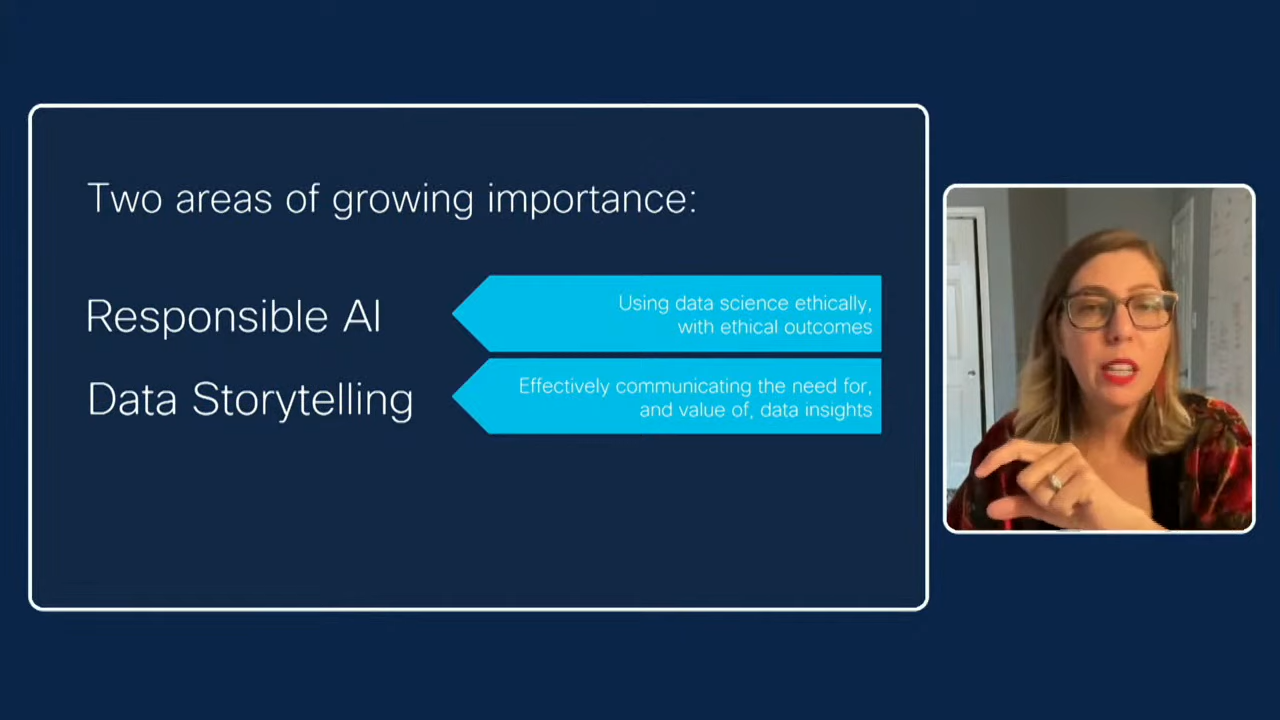 Two areas of growing importance:
Responsible AI
Using data science ethically,
with ethical outcomes
Data Storytelling
Effectively communicating the need for,
and value of, data insights